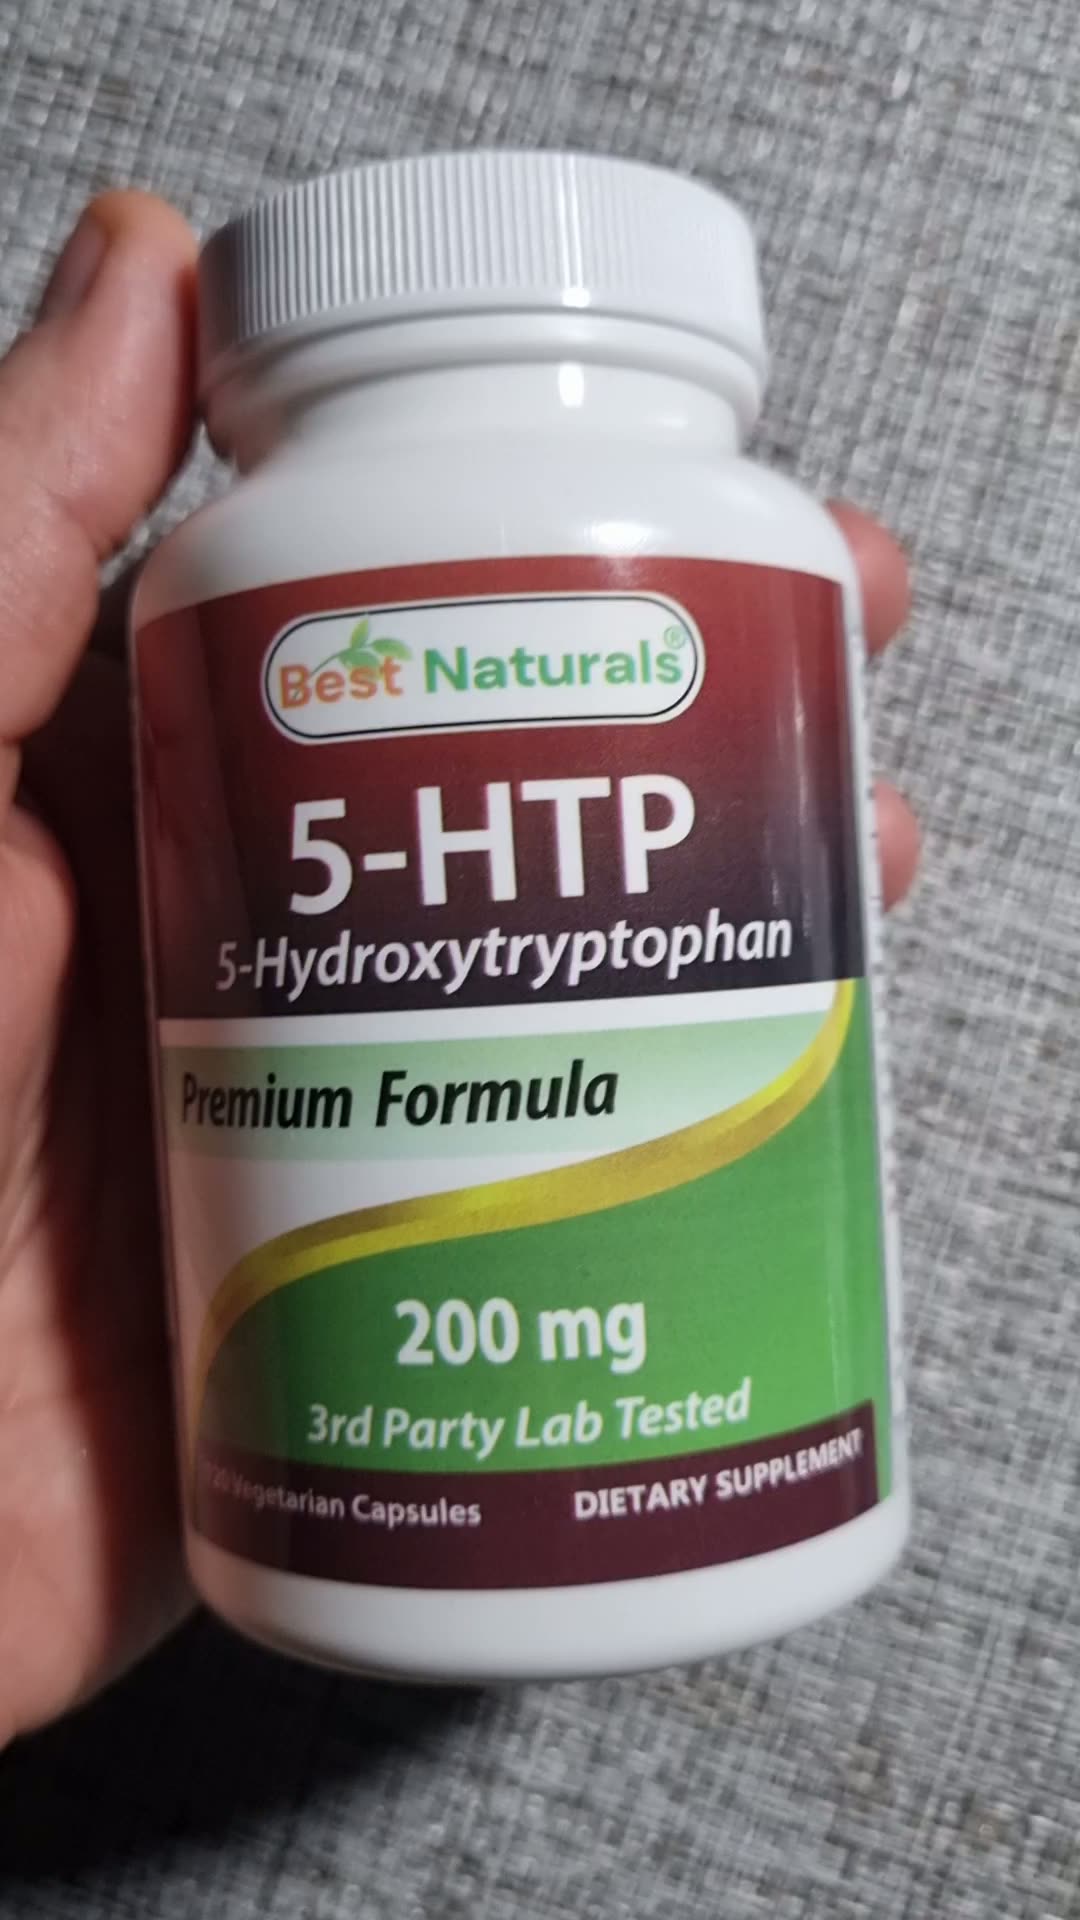 Best Naturals®
5-HTP
5-Hydroxytryptophan
Premium Formula
200 mg
3rd Party Lab Tested
Vegetarian Capsules
DIETARY SUPPLEMENT